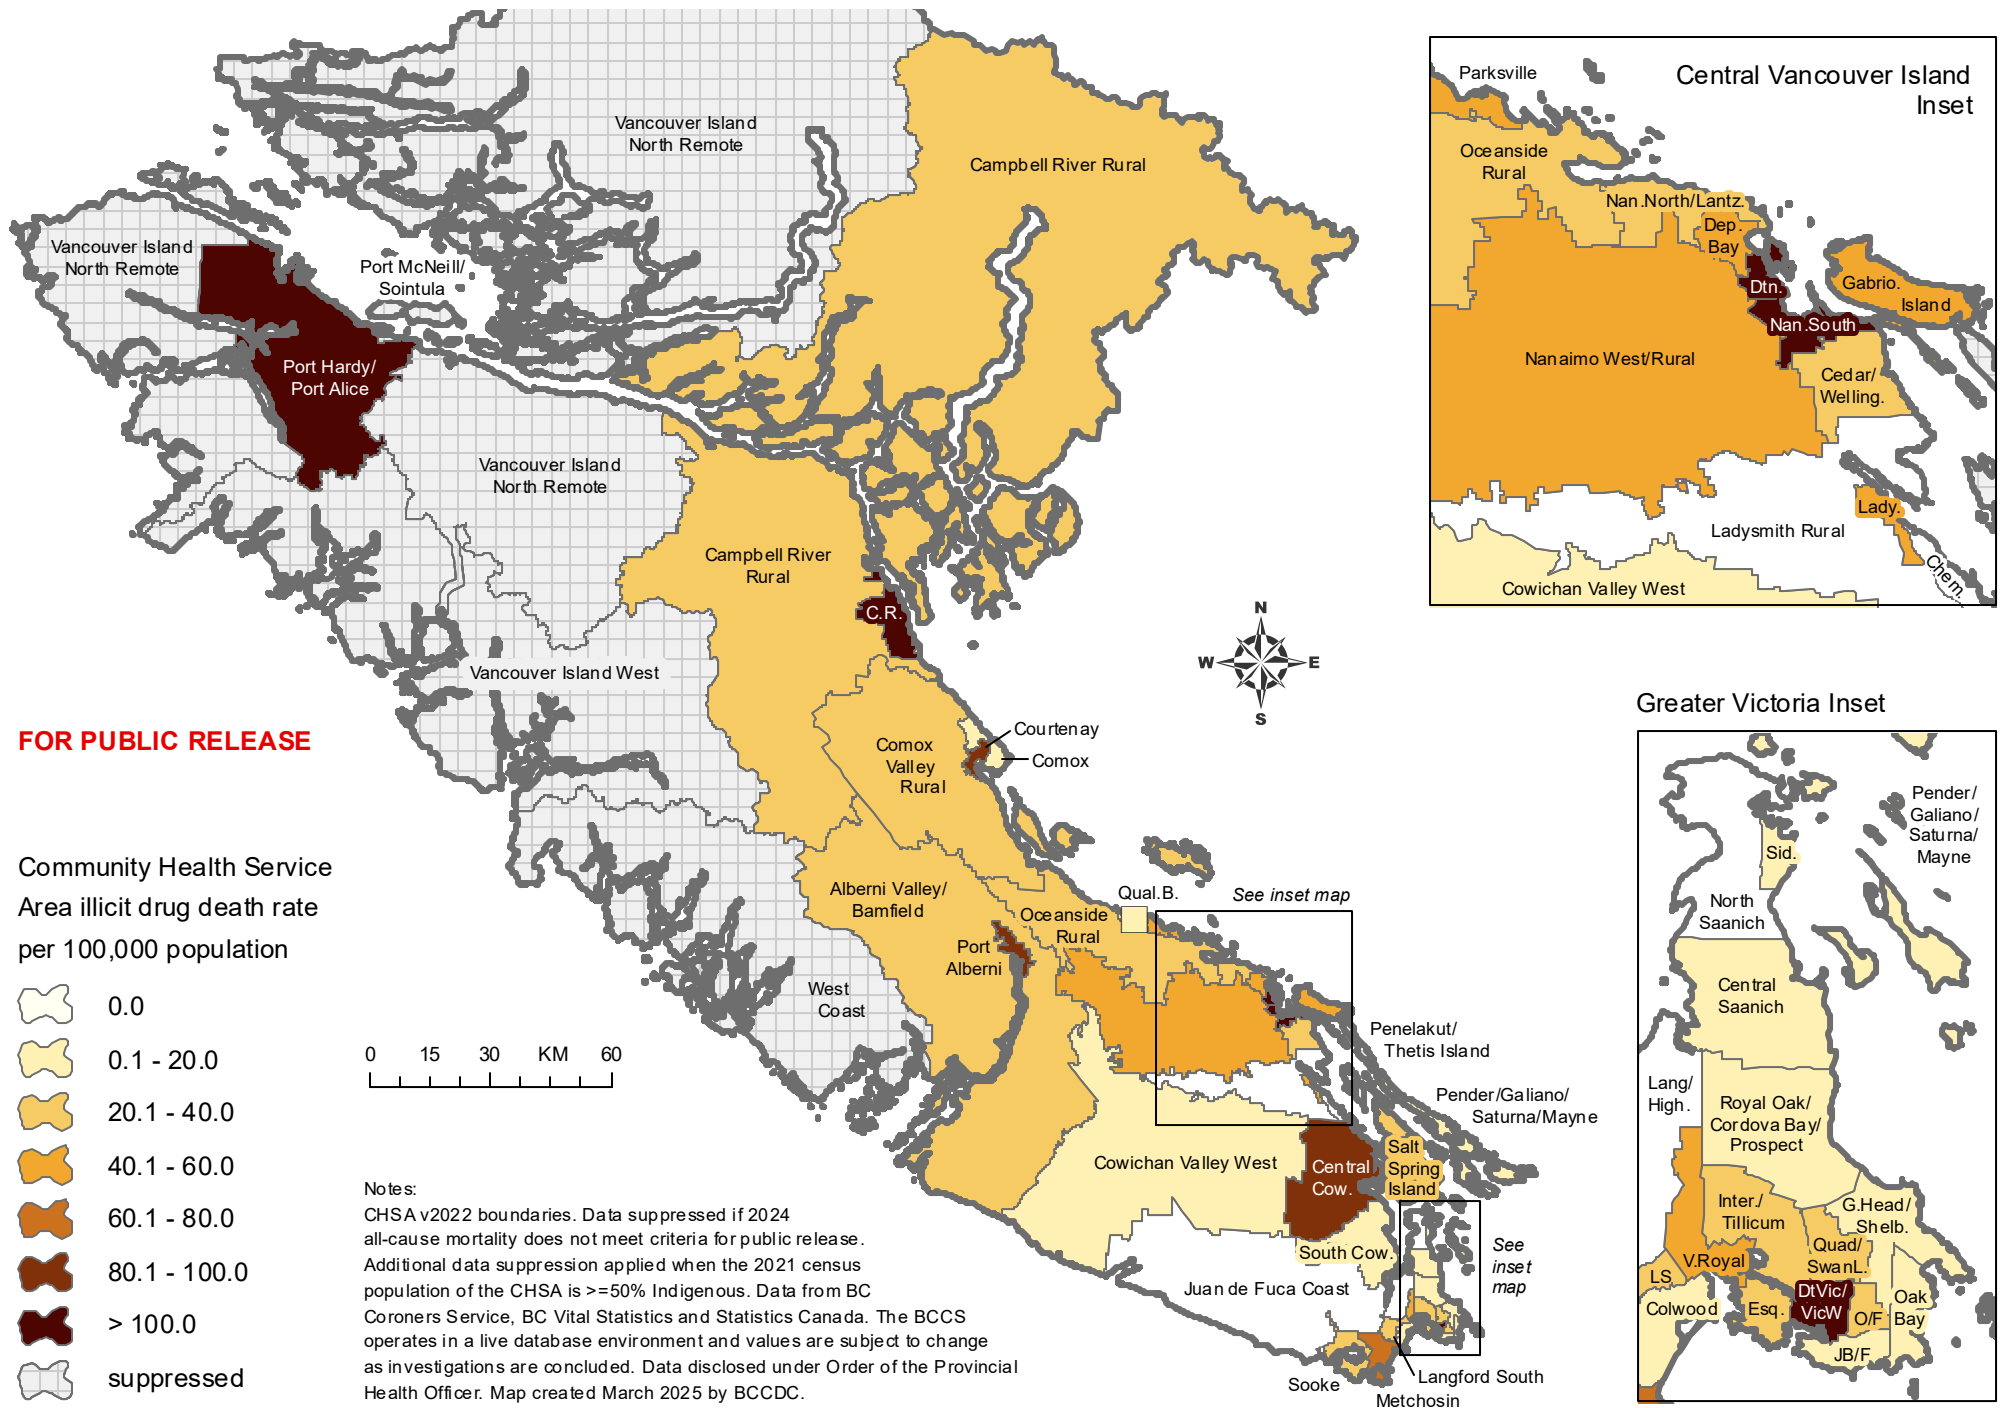 Vancouver Island
North Remote
Campbell River Rural
Vancouver Island
North Remote
Port McNeill/
Sointula
Port Hardy/
Port Alice
Vancouver Island
North Remote
Campbell River
Rural
C.R.
Vancouver Island West
Courtenay
Comox
Comox
Valley
Rural
Alberni Valley/
Bamfield
Port
Alberni
Oceanside
Rural
Qual.B.
See inset map
West
Coast
Penelakut/
Thetis Island
Pender/Galiano/
Saturna/Mayne
Cowichan Valley West
Central
Cow.
Salt
Spring
Island
South Cow.
See
inset
map
Juan de Fuca Coast
Sooke
Langford South
Metchosin
N
W
E
S
Central Vancouver Island
Inset
Parksville
Oceanside
Rural
Nan.North/Lantz.
Dep.
Bay
Dtn.
Gabrio.
Island
Nan.South
Nanaimo West/Rural
Cedar/
Welling.
Lady.
Ladysmith Rural
Chem.
Cowichan Valley West
Greater Victoria Inset
Pender/
Galiano/
Saturna/
Mayne
Sid.
North
Saanich
Central
Saanich
Lang/
High.
Royal Oak/
Cordova Bay/
Prospect
Inter./
Tillicum
G.Head/
Shelb.
Quad/
SwanL.
V.Royal
LS
Colwood
Esq.
DtVic/
VicW
O/F
Oak
Bay
JB/F
FOR PUBLIC RELEASE
Community Health Service
Area illicit drug death rate
per 100,000 population
0.0
0.1 - 20.0
20.1 - 40.0
40.1 - 60.0
60.1 - 80.0
80.1 - 100.0
> 100.0
suppressed
0 15 30 KM 60
Notes:
CHSA v2022 boundaries. Data suppressed if 2024
all-cause mortality does not meet criteria for public release.
Additional data suppression applied when the 2021 census
population of the CHSA is >=50% Indigenous. Data from BC
Coroners Service, BC Vital Statistics and Statistics Canada. The BCCS
operates in a live database environment and values are subject to change
as investigations are concluded. Data disclosed under Order of the Provincial
Health Officer. Map created March 2025 by BCCDC.